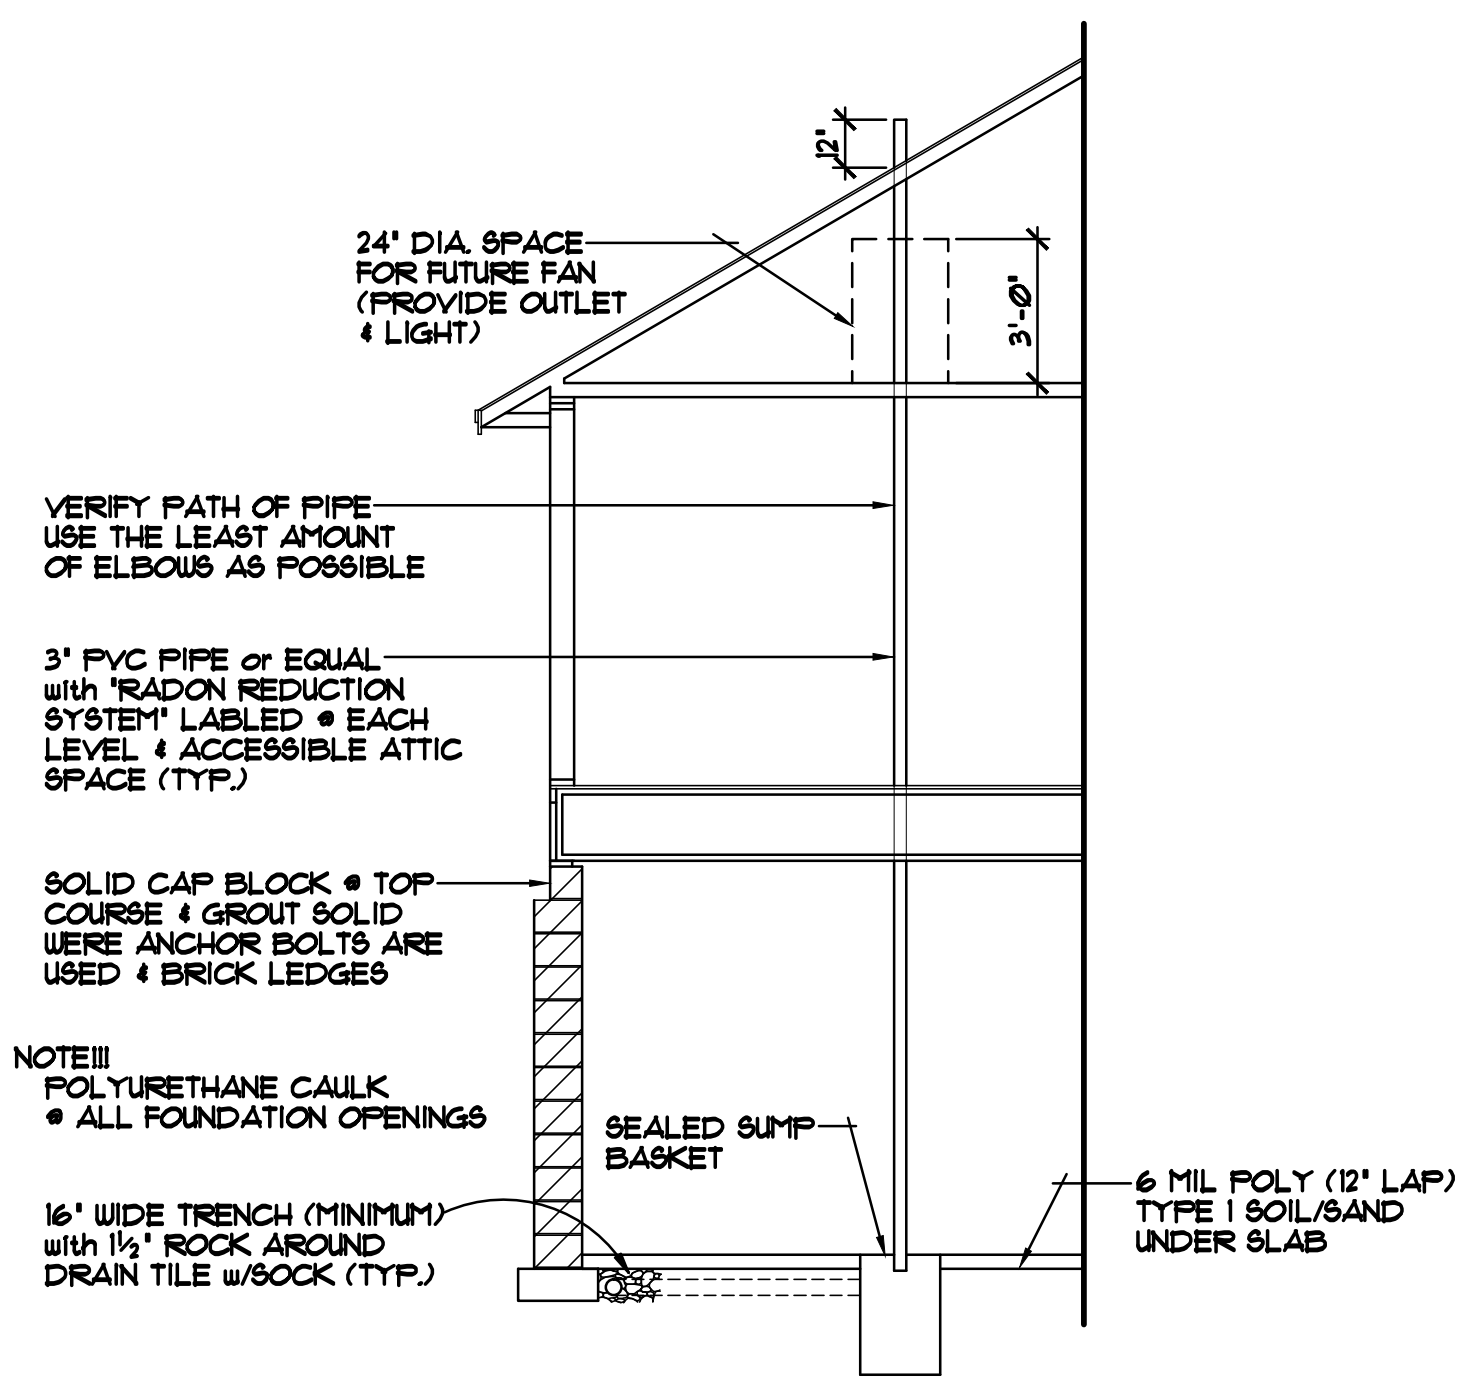 12"
24" DIA. SPACE
FOR FUTURE FAN
(PROVIDE OUTLET
& LIGHT)
3'-0"
VERIFY PATH OF PIPE
USE THE LEAST AMOUNT
OF ELBOWS AS POSSIBLE
3" PVC PIPE or EQUAL
with "RADON REDUCTION
SYSTEM" LABLED @ EACH
LEVEL & ACCESSIBLE ATTIC
SPACE (TYP.)
SOLID CAP BLOCK @ TOP
COURSE & GROUT SOLID
WERE ANCHOR BOLTS ARE
USED & BRICK LEDGES
NOTE!!!
POLYURETHANE CAULK
@ ALL FOUNDATION OPENINGS
SEALED SUMP
BASKET
16" WIDE TRENCH (MINIMUM)
with 1½" ROCK AROUND
DRAIN TILE w/SOCK (TYP.)
6 MIL POLY (12" LAP)
TYPE 1 SOIL/SAND
UNDER SLAB